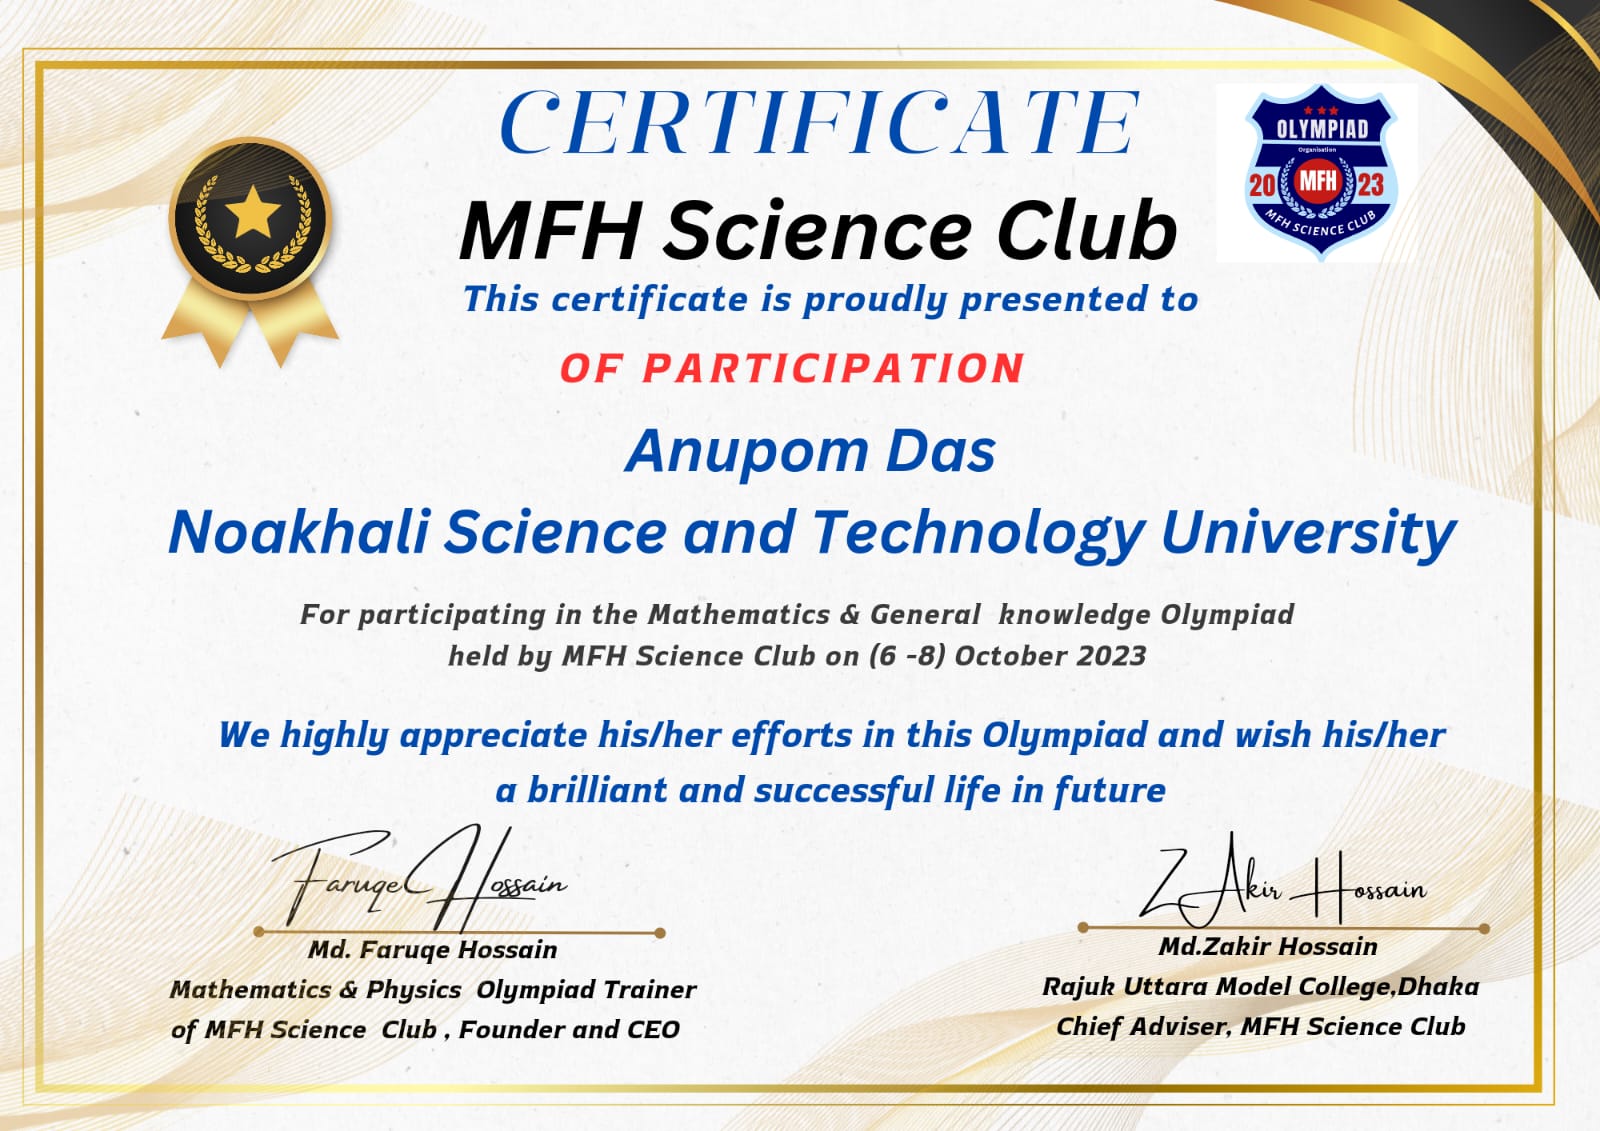 CERTIFICATE
OLYMPIAD
Organisation
20 MFH 23
MFH SCIENCE CLUB
MFH Science Club
This certificate is proudly presented to
OF PARTICIPATION
Anupom Das
Noakhali Science and Technology University
For participating in the Mathematics & General knowledge Olympiad
held by MFH Science Club on (6 -8) October 2023
We highly appreciate his/her efforts in this Olympiad and wish his/her
a brilliant and successful life in future
Faruqe Hossain
Md. Faruqe Hossain
Mathematics & Physics Olympiad Trainer
of MFH Science Club , Founder and CEO
ZAkir Hossain
Md.Zakir Hossain
Rajuk Uttara Model College,Dhaka
Chief Adviser, MFH Science Club